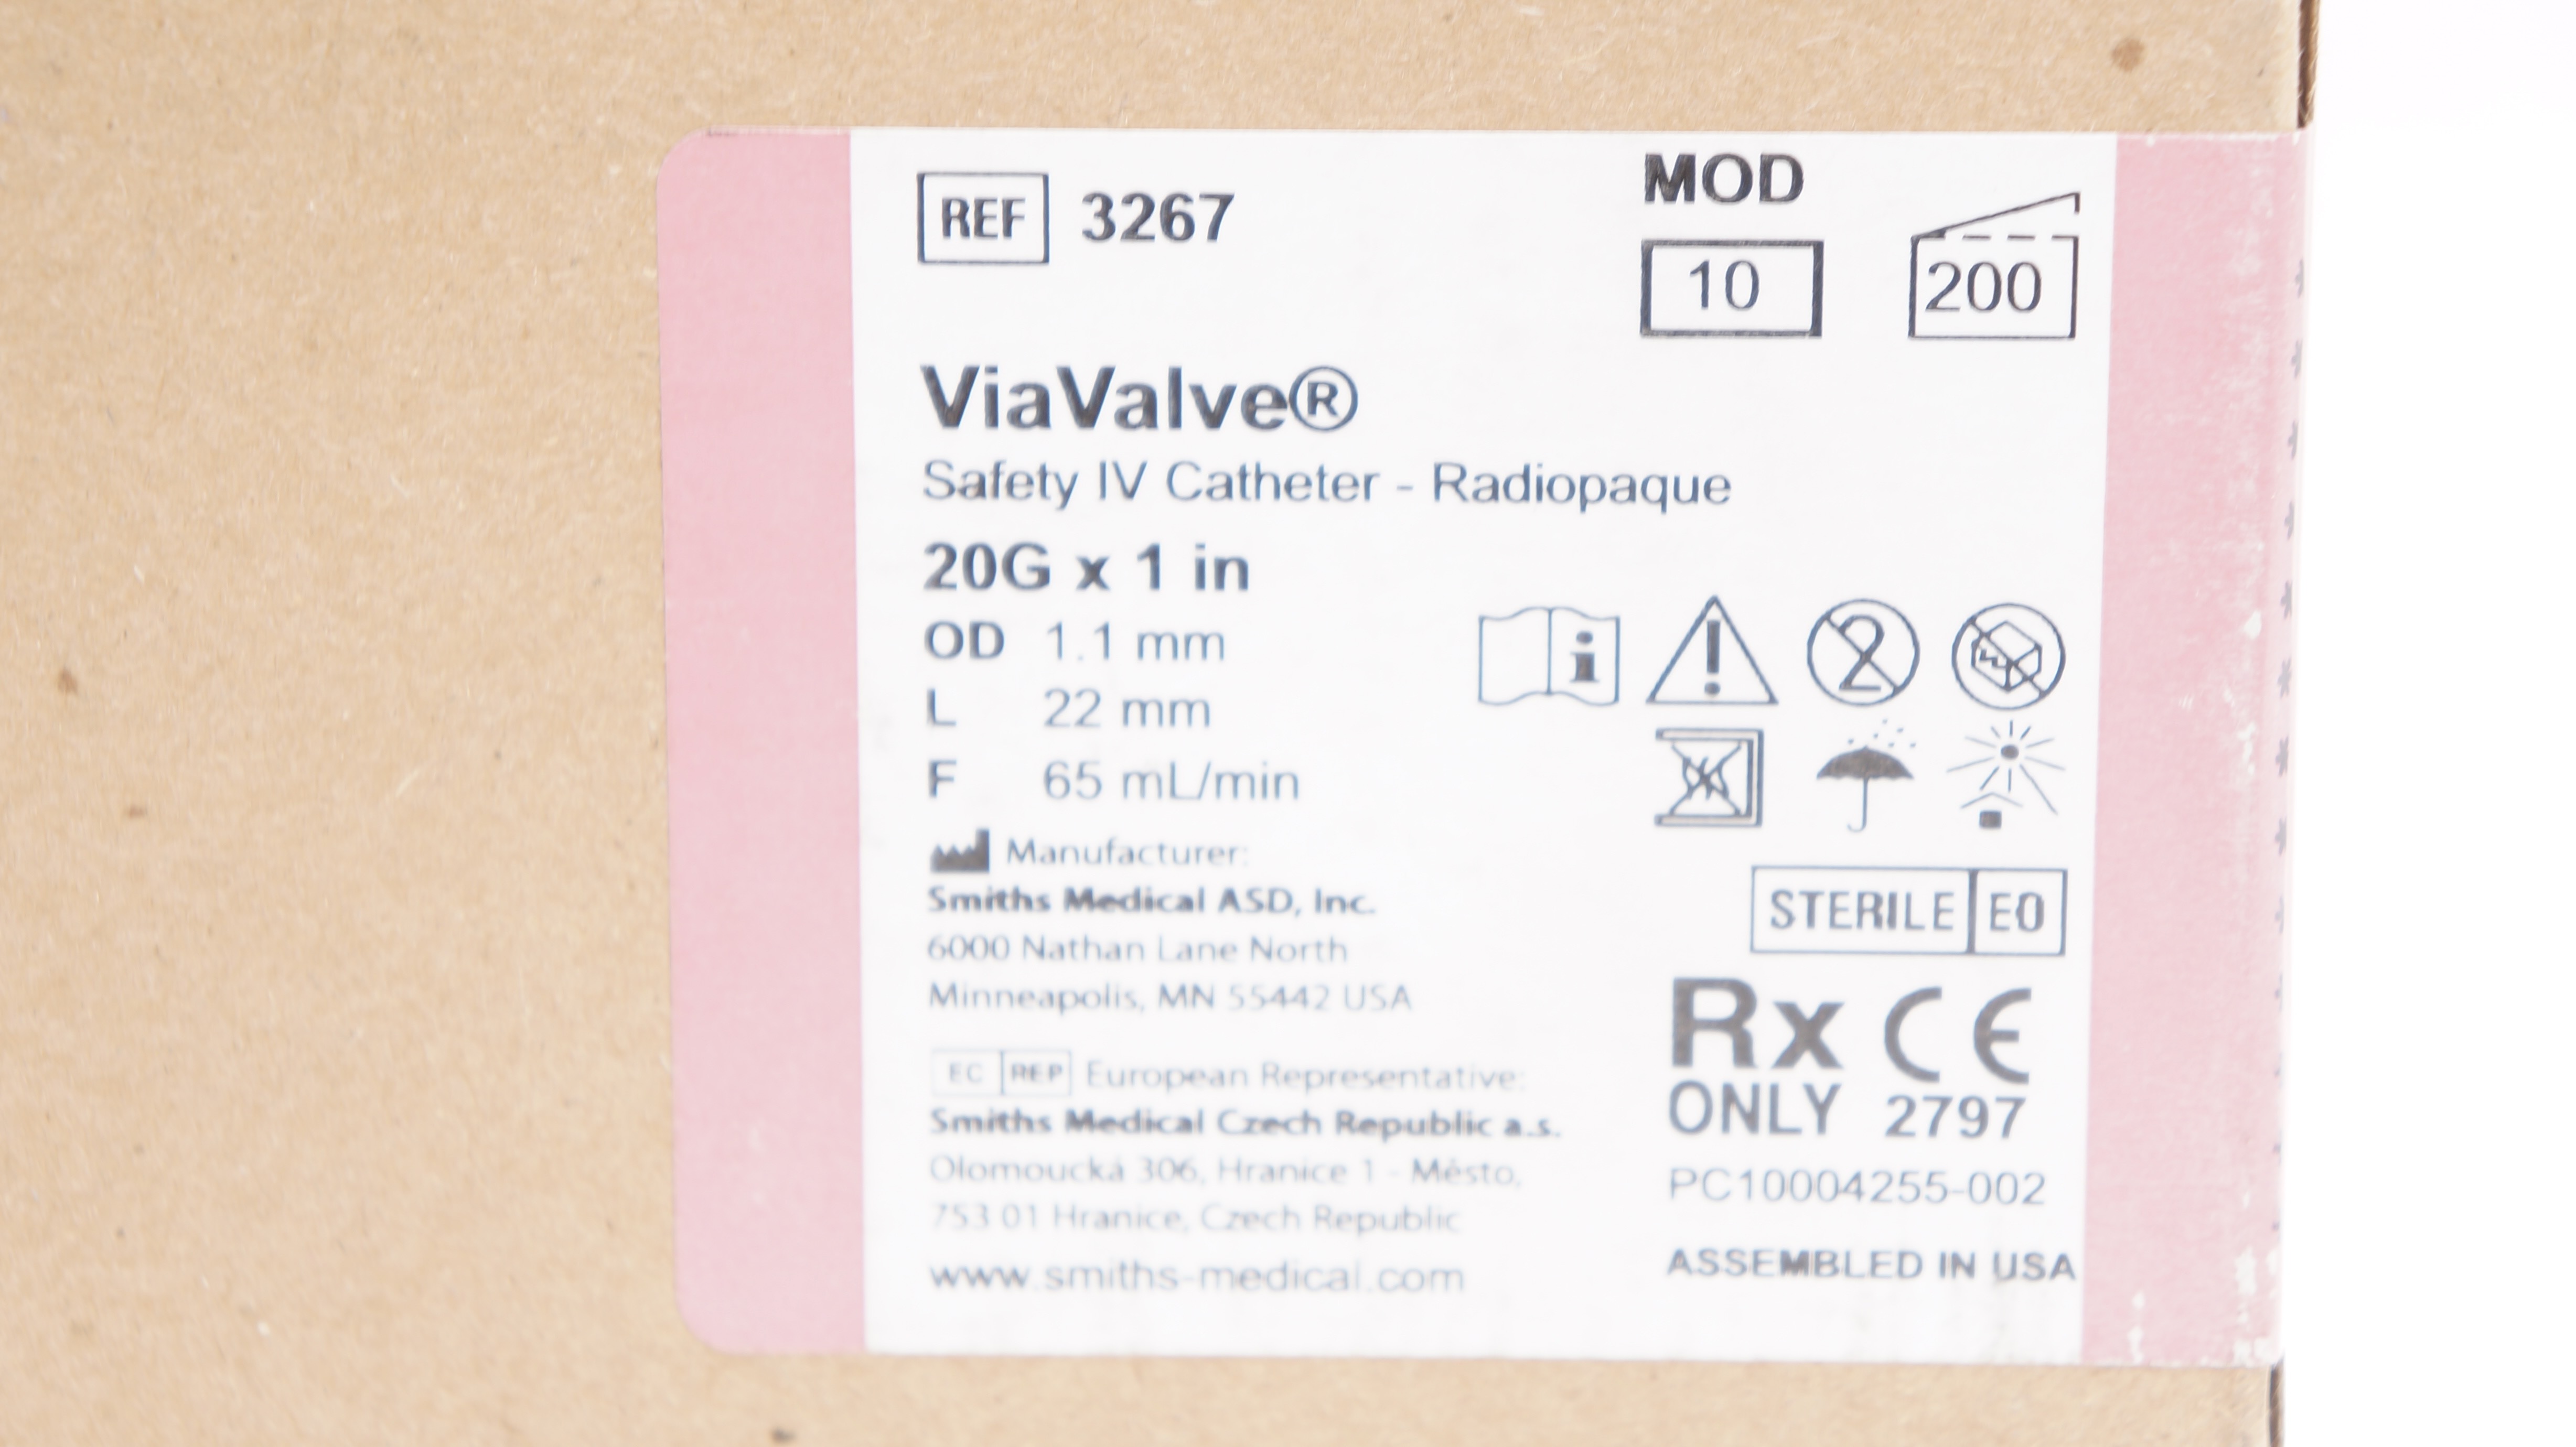 REF 3267
MOD
10
200
ViaValve®
Safety IV Catheter - Radiopaque
20G x 1 in
OD 1.1 mm
L 22 mm
F 65 mL/min
2
Manufacturer:
Smiths Medical ASD, Inc.
6000 Nathan Lane North
Minneapolis, MN 55442 USA
EC REP European Representative:
Smiths Medical Czech Republic a.s.
Olomoucká 306, Hranice 1 - Město,
753 01 Hranice, Czech Republic
www.smiths-medical.com
STERILE EO
Rx ONLY
CE 2797
PC10004255-002
ASSEMBLED IN USA